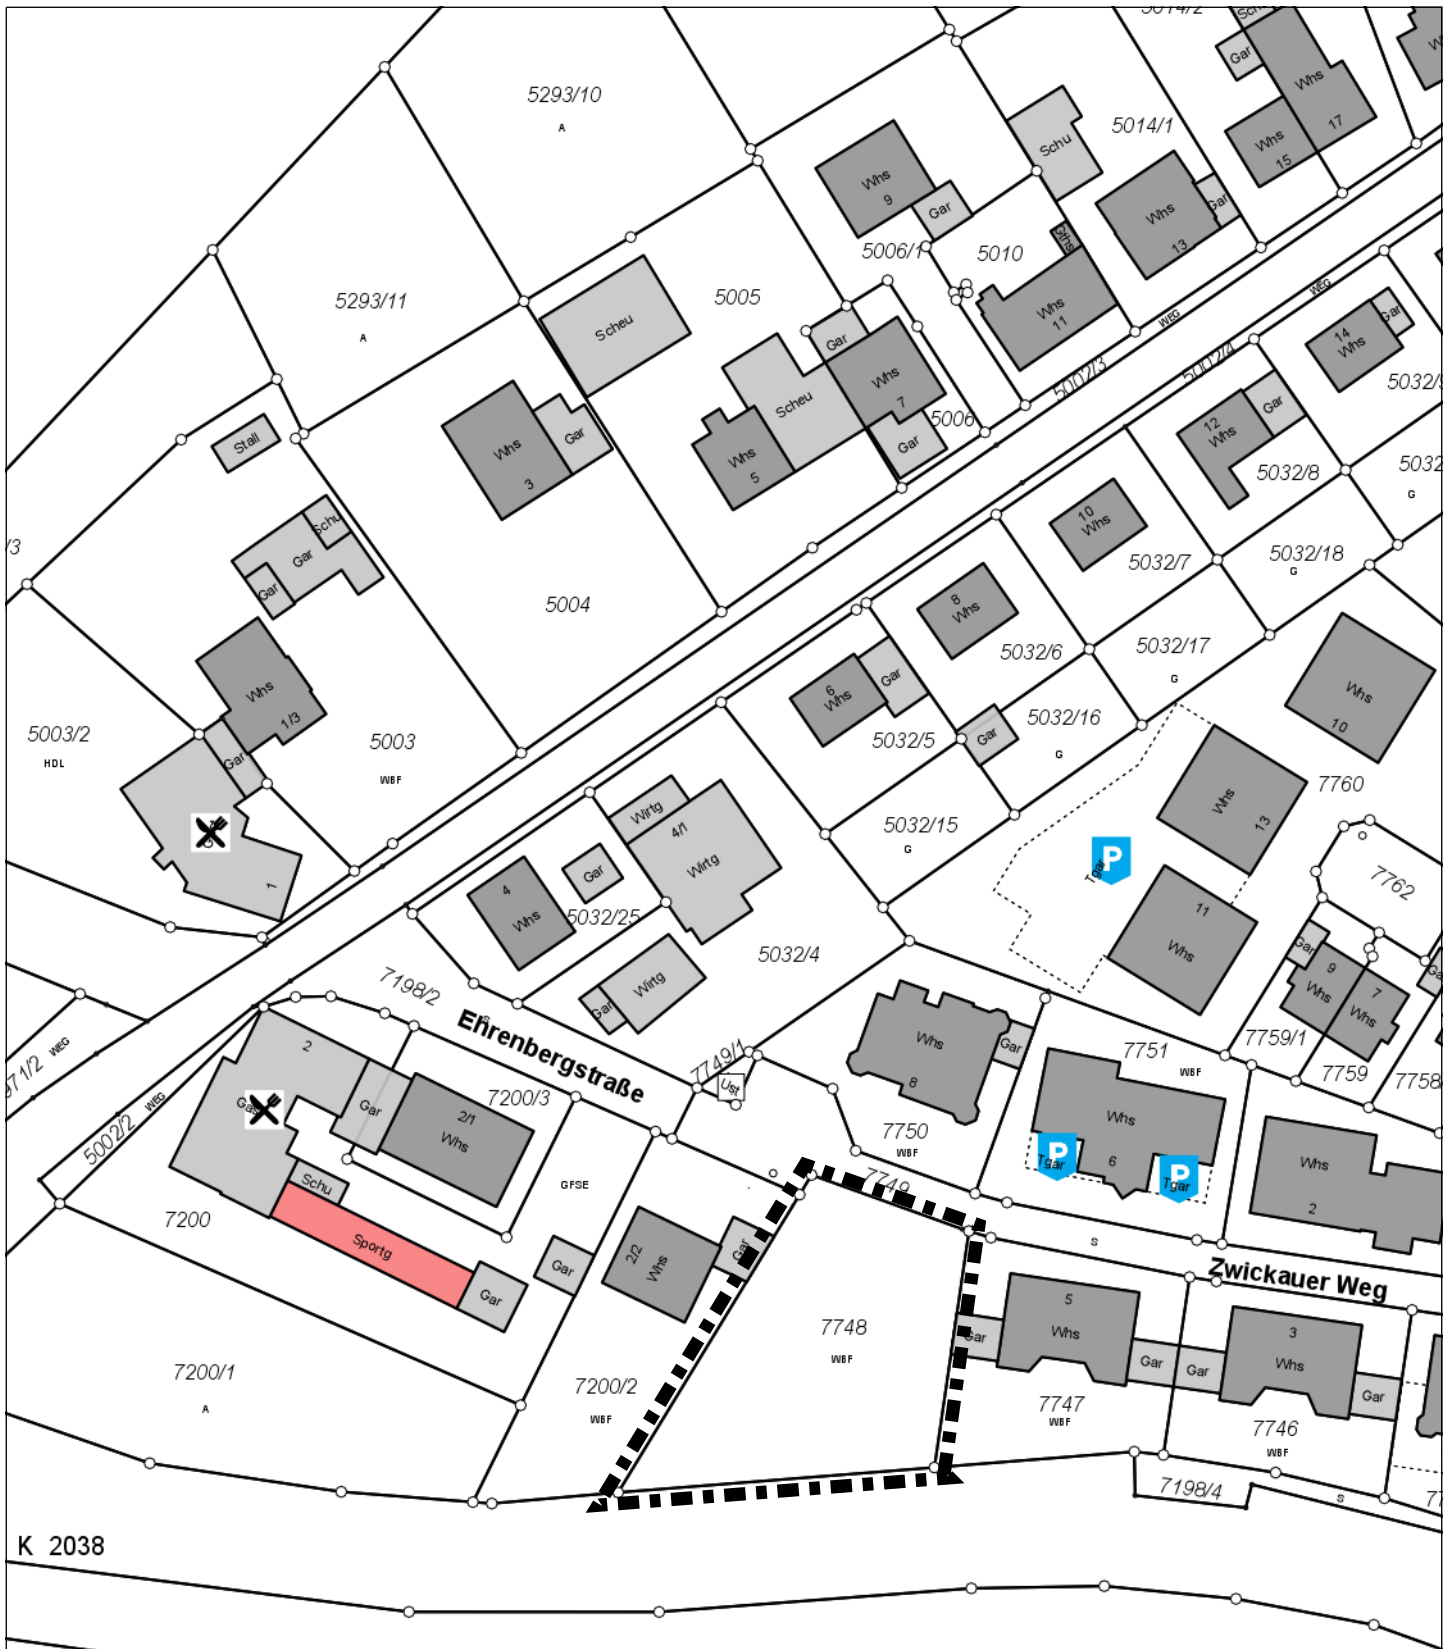 5014/2
5293/10
A
Gar
Whs
17
5014/1
Schu
Whs
15
Whs
9
Gar
Whs
13
Gar
5006/1
5010
Gths
Whs
11
WEG
5293/11
A
5005
Scheu
Gar
Whs
7
Scheu
5006
Gar
Whs
5
5002/3
5002/4
WEG
14
Whs
Gar
12
Whs
Gar
5032/8
G
Stall
Whs
3
Gar
Schu
Gar
Gar
5004
10
Whs
5032/7
5032/18
G
8
Whs
5032/6
5032/17
G
6
Whs
Gar
5032/5
Gar
5032/16
G
Whs
10
Whs
1/3
5003/2
HDL
Gar
5003
WBF
1
Whs
13
7760
5032/15
G
P
Tgar
7762
Wirtg
4/1
Wirtg
Gar
4
Whs
5032/25
5032/4
Wirtg
Gar
11
Whs
Gar
9
Whs
7
Whs
7759/1
7759
7758
7198/2
S
Ehrenbergstraße
7749/1
Ust
Whs
8
Gar
7751
WBF
Whs
6
P
Tgar
P
Tgar
7750
WBF
7749
Whs
2
WEG
5002/2
WEG
2
Gar
2/1
Whs
7200/3
GFSE
Schu
7200
Sportg
Gar
Gar
2/2
Whs
Gar
S
Zwickauer Weg
7748
WBF
Gar
5
Whs
Gar
Gar
3
Whs
Gar
7200/1
A
7200/2
WBF
7747
WBF
7746
WBF
7198/4
S
K 2038